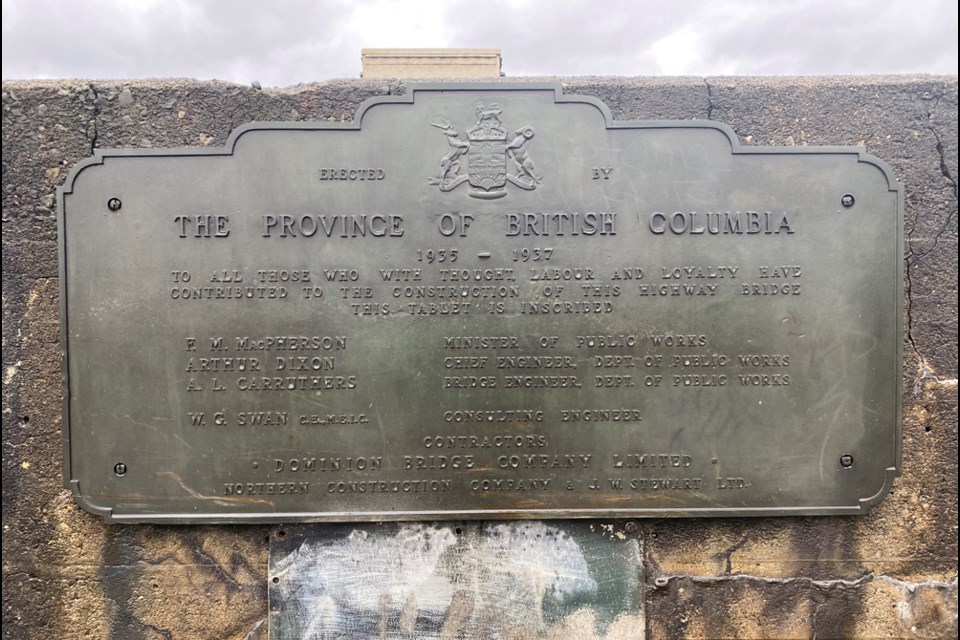 ERECTED BY
THE PROVINCE OF BRITISH COLUMBIA
1935 – 1937
TO ALL THOSE WHO WITH THOUGHT, LABOUR AND LOYALTY HAVE
CONTRIBUTED TO THE CONSTRUCTION OF THIS HIGHWAY BRIDGE
THIS TABLET IS INSCRIBED
F. M. MACPHERSON MINISTER OF PUBLIC WORKS
ARTHUR DIXON CHIEF ENGINEER, DEPT. OF PUBLIC WORKS
A. L. CARRUTHERS BRIDGE ENGINEER, DEPT. OF PUBLIC WORKS
W. G. SWAN C.E., M.E.I.C. CONSULTING ENGINEER
CONTRACTORS
· DOMINION BRIDGE COMPANY LIMITED ·
NORTHERN CONSTRUCTION COMPANY & J. W. STEWART LTD.